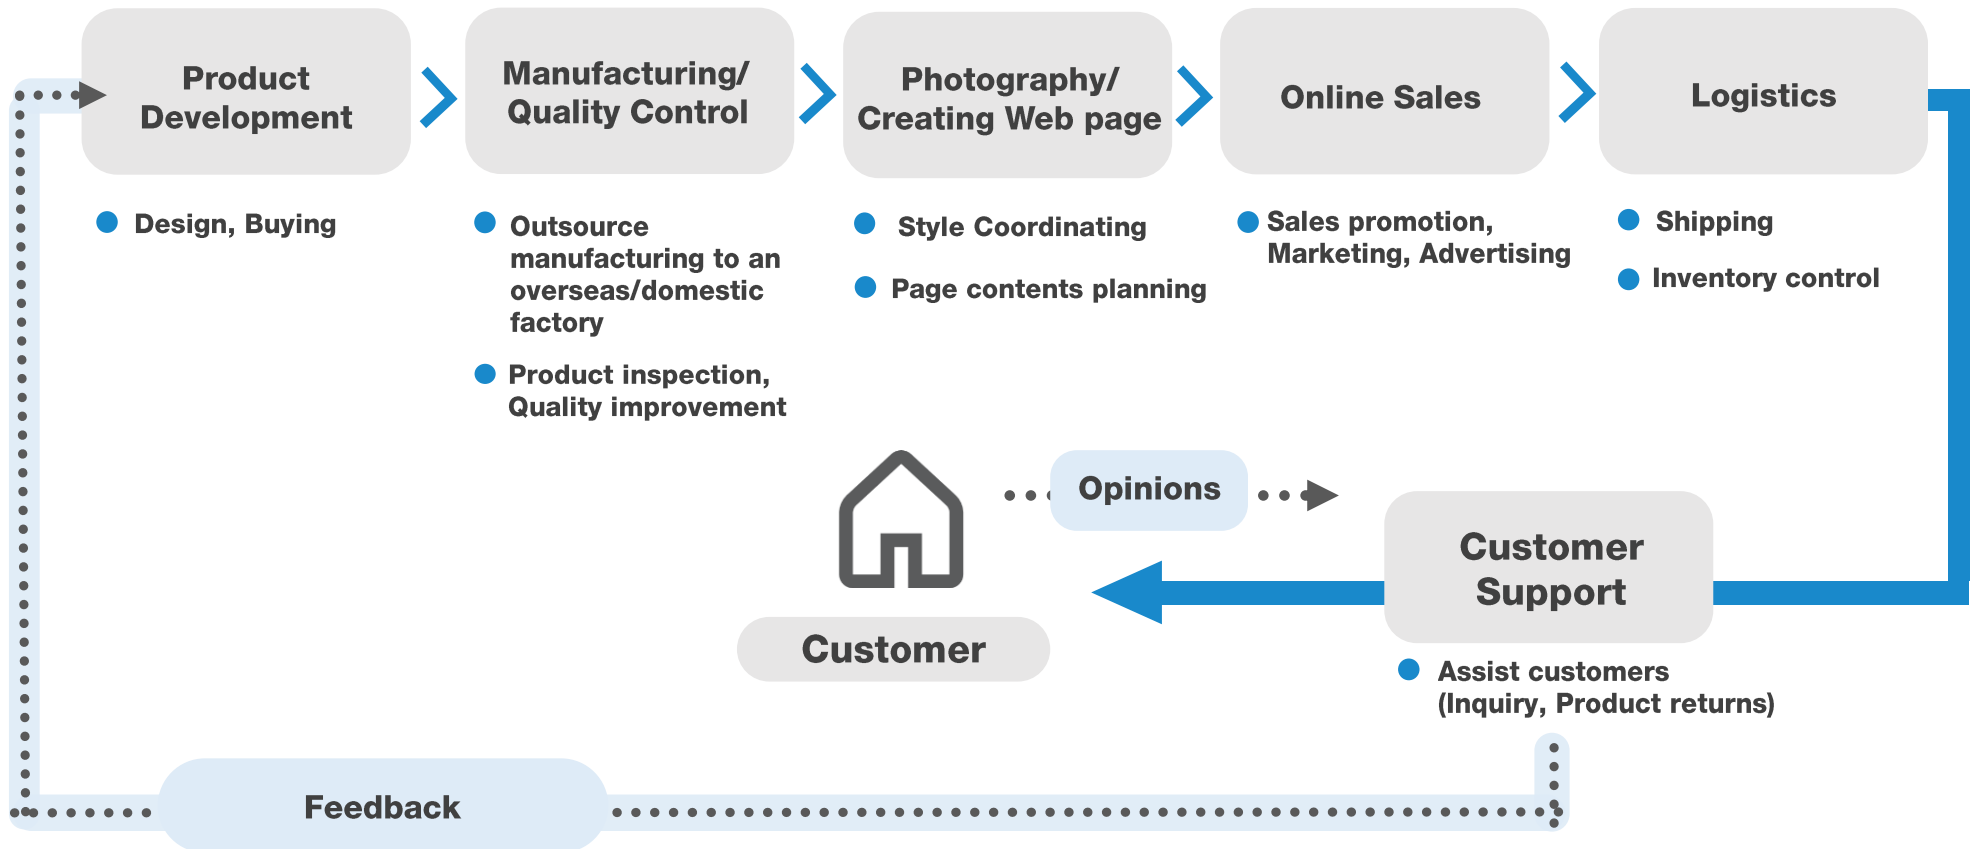 Product
Development
Manufacturing/
Quality Control
Photography/
Creating Web page
Online Sales
Logistics
Design, Buying
Outsource
manufacturing to an
overseas/domestic
factory
Product inspection,
Quality improvement
Style Coordinating
Page contents planning
Sales promotion,
Marketing, Advertising
Shipping
Inventory control
Opinions
Customer
Support
Customer
Assist customers
(Inquiry, Product returns)
Feedback